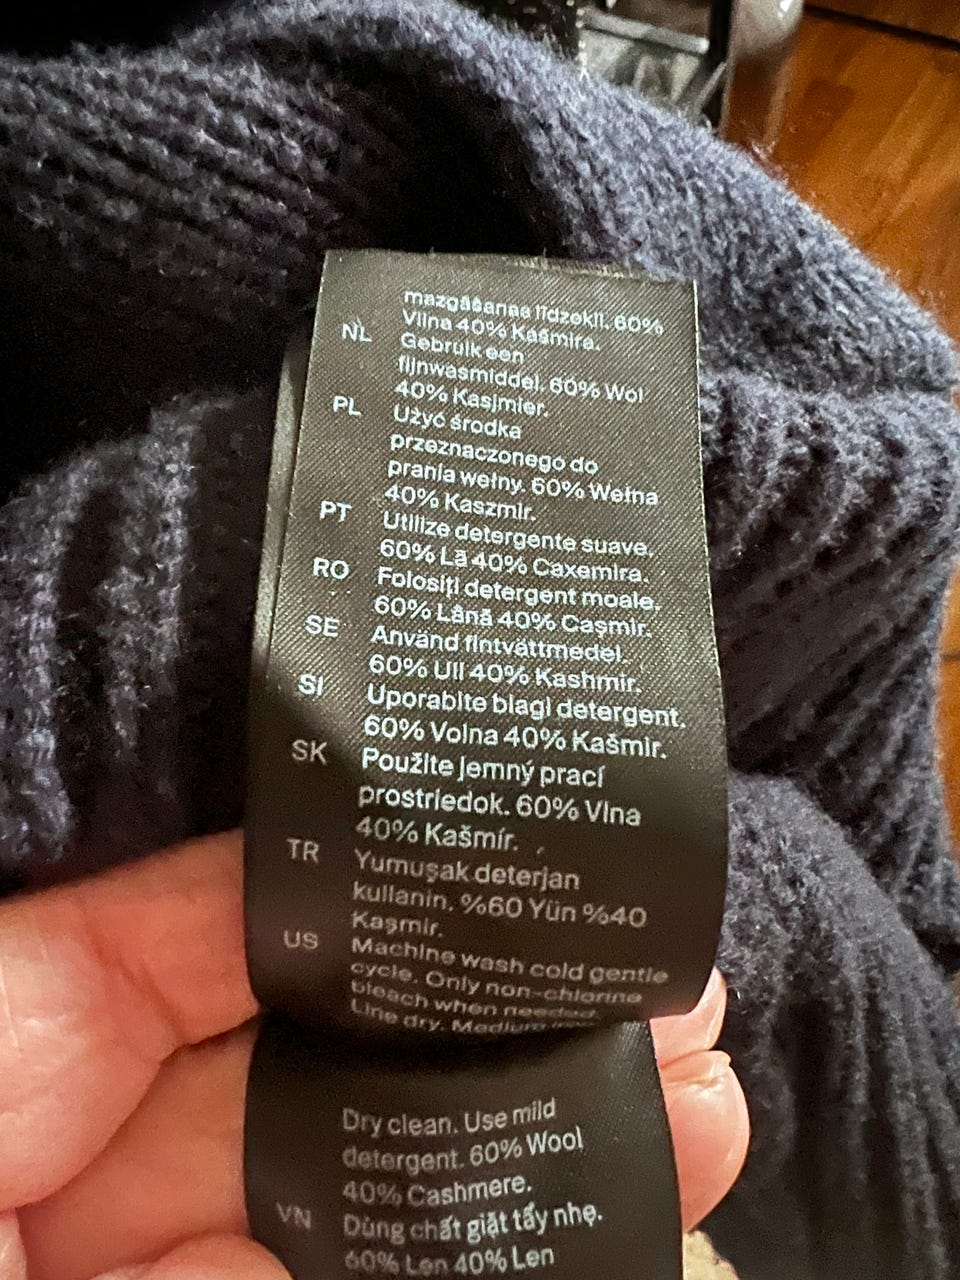 mazgāšanas līdzekli. 60%
Vilna 40% Kašmira.
NL Gebruik een
fijnwasmiddel. 60% Wol
40% Kasjmier.
PL Użyć środka
przeznaczonego do
prania wełny. 60% Wełna
40% Kaszmir.
PT Utilize detergente suave.
60% Lã 40% Caxemira.
RO Folosiți detergent moale.
60% Lână 40% Cașmir.
SE Använd fintvättmedel.
60% Ull 40% Kashmir.
SI Uporabite blagi detergent.
60% Volna 40% Kašmir.
SK Použite jemný prací
prostriedok. 60% Vlna
40% Kašmír.
TR Yumuşak deterjan
kullanin. %60 Yün %40
Kaşmir.
US Machine wash cold gentle
cycle. Only non-chlorine
bleach when needed.
Line dry. Medium
Dry clean. Use mild
detergent. 60% Wool
40% Cashmere.
VN Dùng chất giặt tẩy nhẹ.
60% Len 40% Len